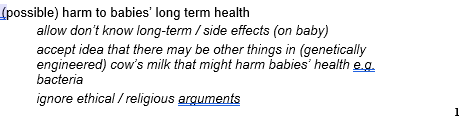 (possible) harm to babies’ long term health
allow don’t know long-term / side effects (on baby)
accept idea that there may be other things in (genetically
engineered) cow’s milk that might harm babies’ health e.g.
bacteria
ignore ethical / religious arguments
1